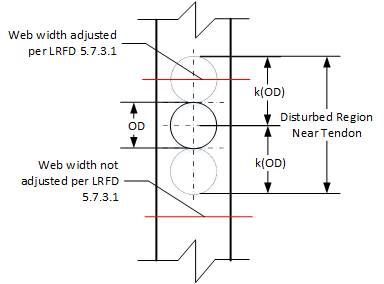 Web width adjusted
per LRFD 5.7.3.1
k(OD)
OD
Disturbed Region
Near Tendon
k(OD)
Web width not
adjusted per LRFD
5.7.3.1